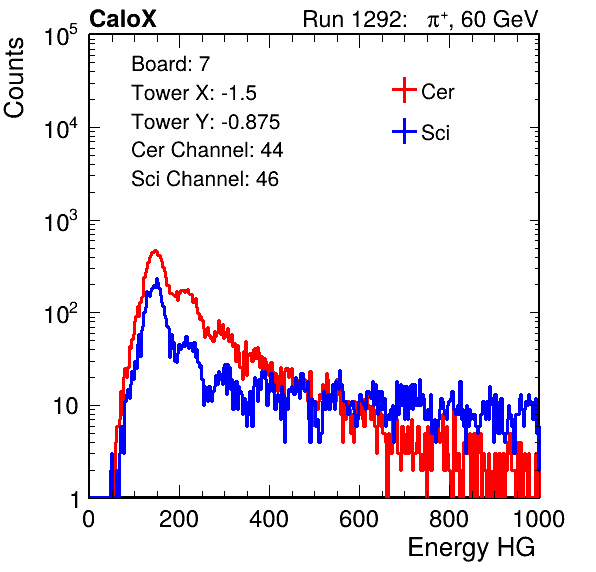 CaloX Run 1292: π⁺, 60 GeV
Counts
10⁵
10⁴
10³
10²
10
1
Board: 7
Tower X: -1.5
Tower Y: -0.875
Cer Channel: 44
Sci Channel: 46
Cer
Sci
0 200 400 600 800 1000
Energy HG